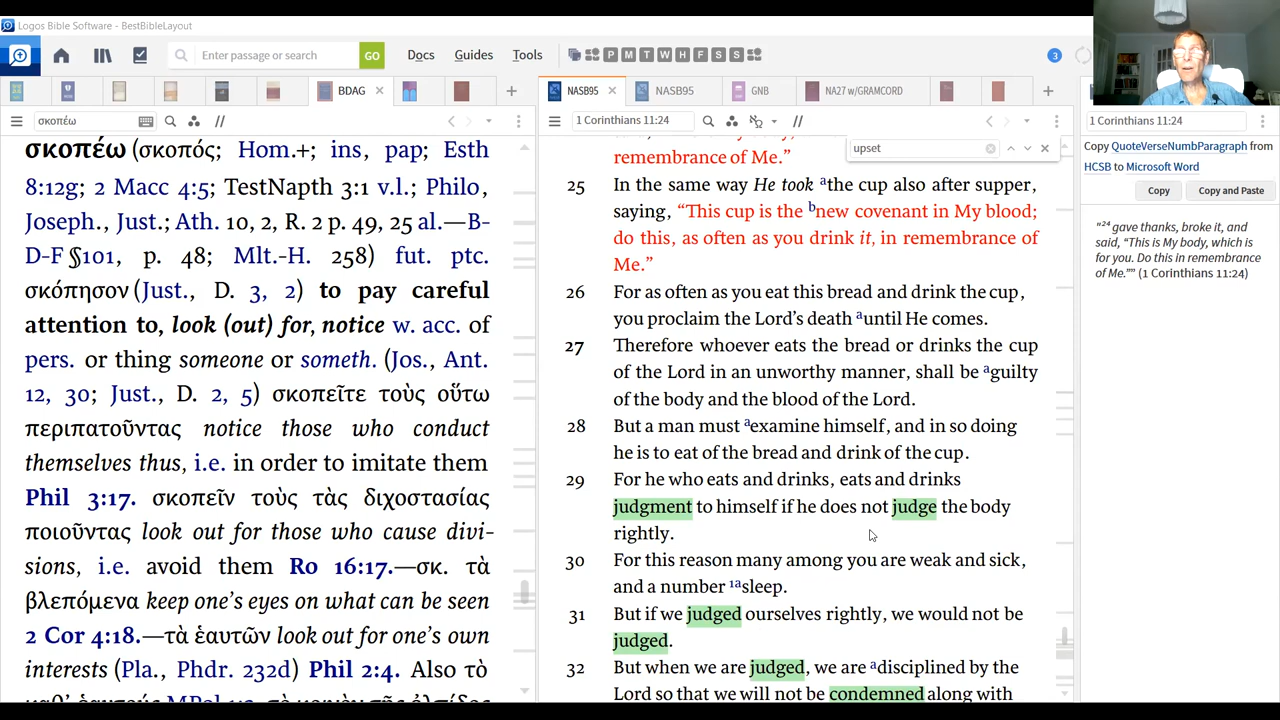 Logos Bible Software - BestBibleLayout
Enter passage or search
GO
Docs
Guides
Tools
P M T W H F S S
3
BDAG
NASB95
NASB95
GNB
NA27 w/GRAMCORD
σκοπέω
//
1 Corinthians 11:24
//
1 Corinthians 11:24
upset
σκοπέω (σκοπός; Hom.+; ins, pap; Esth
8:12g; 2 Macc 4:5; TestNapth 3:1 v.l.; Philo,
Joseph., Just.; Ath. 10, 2, R. 2 p. 49, 25 al.—B-
D-F §101, p. 48; Mlt.-H. 258) fut. ptc.
σκόπησον (Just., D. 3, 2) to pay careful
attention to, look (out) for, notice w. acc. of
pers. or thing someone or someth. (Jos., Ant.
12, 30; Just., D. 2, 5) σκοπεῖτε τοὺς οὕτω
περιπατοῦντας notice those who conduct
themselves thus, i.e. in order to imitate them
Phil 3:17. σκοπεῖν τοὺς τὰς διχοστασίας
ποιοῦντας look out for those who cause divi-
sions, i.e. avoid them Ro 16:17.—σκ. τὰ
βλεπόμενα keep one's eyes on what can be seen
2 Cor 4:18.—τὰ ἑαυτῶν look out for one's own
interests (Pla., Phdr. 232d) Phil 2:4. Also τὸ
remembrance of Me.”
25 In the same way He took ᵃthe cup also after supper,
saying, “This cup is the ᵇnew covenant in My blood;
do this, as often as you drink it, in remembrance of
Me.”
26 For as often as you eat this bread and drink the cup,
you proclaim the Lord's death ᵃuntil He comes.
27 Therefore whoever eats the bread or drinks the cup
of the Lord in an unworthy manner, shall be ᵃguilty
of the body and the blood of the Lord.
28 But a man must ᵃexamine himself, and in so doing
he is to eat of the bread and drink of the cup.
29 For he who eats and drinks, eats and drinks
judgment to himself if he does not judge the body
rightly.
30 For this reason many among you are weak and sick,
and a number ¹ᵃsleep.
31 But if we judged ourselves rightly, we would not be
judged.
32 But when we are judged, we are ᵃdisciplined by the
Lord so that we will not be condemned along with
Copy QuoteVerseNumbParagraph from
HCSB to Microsoft Word
Copy
Copy and Paste
"²⁴ gave thanks, broke it, and
said, “This is My body, which is
for you. Do this in remembrance
of Me.”" (1 Corinthians 11:24)